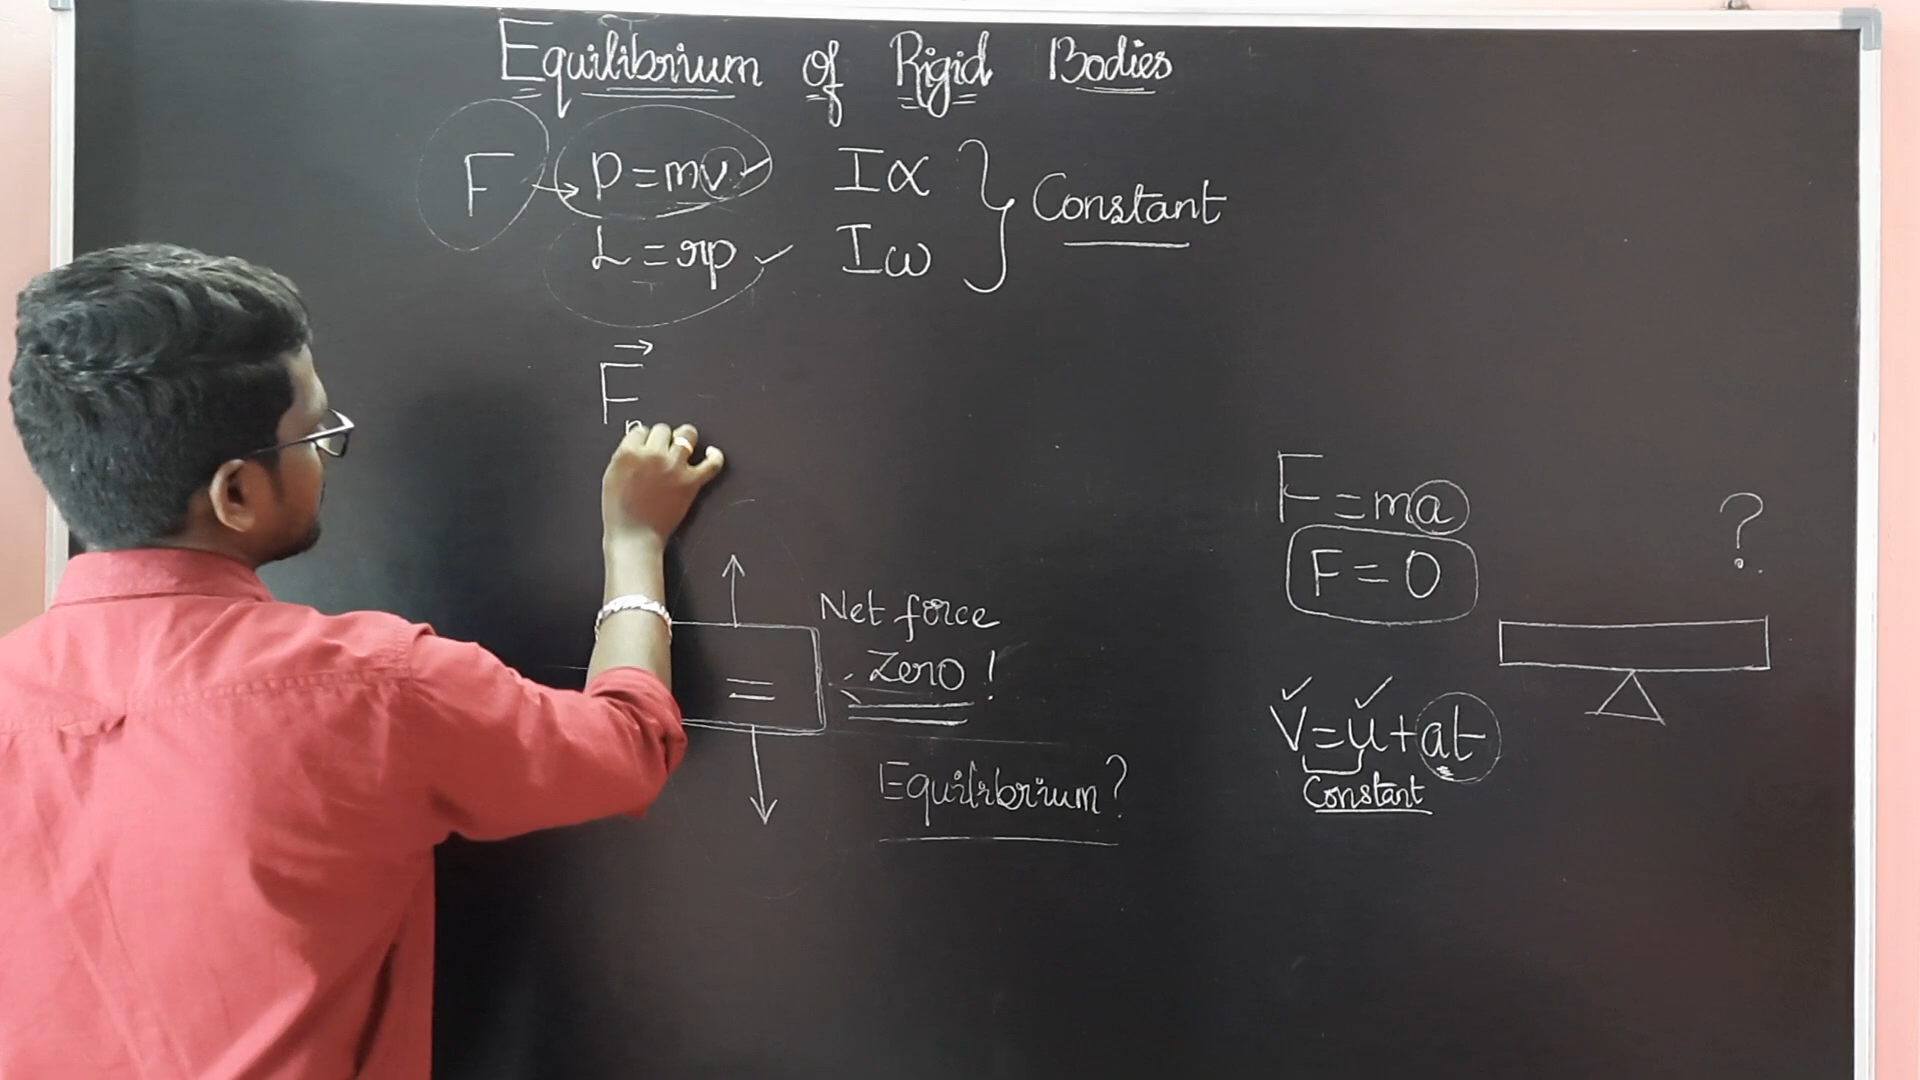 Equilibrium of Rigid Bodies
F → P = mv ✓ Iα } Constant
L = rp ✓ Iω
F⃗n
Net force
Zero !
=
Equilibrium?
F = ma
F = 0
?
V = u + at
Constant